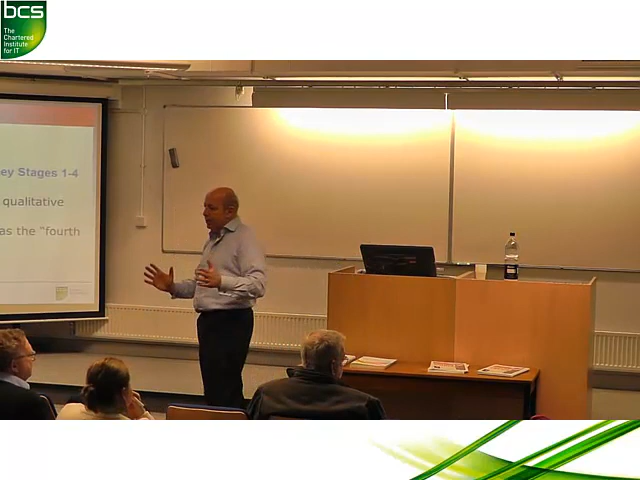 bcs
The
Chartered
Institute
for IT
ey Stages 1-4
qualitative
as the "fourth